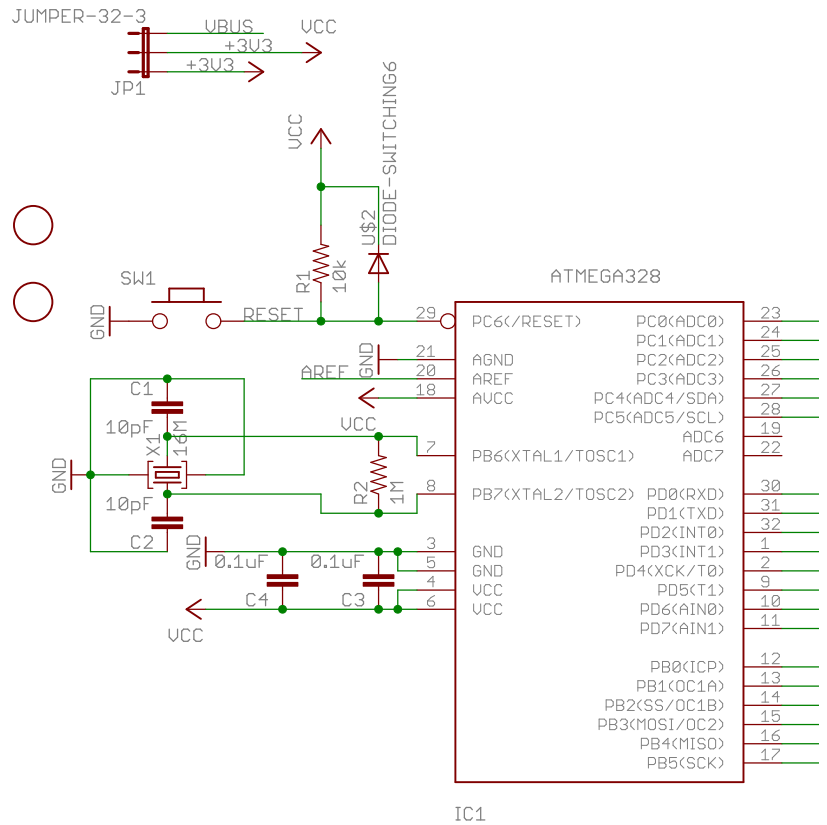 JUMPER-32-3
VBUS
VCC
+3V3
+3V3
JP1
VCC
DIODE-SWITCHING6
U$2
R1
10k
SW1
GND
RESET
ATMEGA328
29 PC6(/RESET) PC0(ADC0) 23
PC1(ADC1) 24
GND 21 AGND PC2(ADC2) 25
AREF 20 AREF PC3(ADC3) 26
18 AVCC PC4(ADC4/SDA) 27
VCC PC5(ADC5/SCL) 28
ADC6 19
7 PB6(XTAL1/TOSC1) ADC7 22
8 PB7(XTAL2/TOSC2) PD0(RXD) 30
PD1(TXD) 31
PD2(INT0) 32
3 GND PD3(INT1) 1
5 GND PD4(XCK/T0) 2
4 VCC PD5(T1) 9
6 VCC PD6(AIN0) 10
PD7(AIN1) 11
PB0(ICP) 12
PB1(OC1A) 13
PB2(SS/OC1B) 14
PB3(MOSI/OC2) 15
PB4(MISO) 16
PB5(SCK) 17
C1
10pF
X1
16M
GND
10pF
C2
R2
1M
GND
0.1uF
0.1uF
C4
C3
VCC
IC1